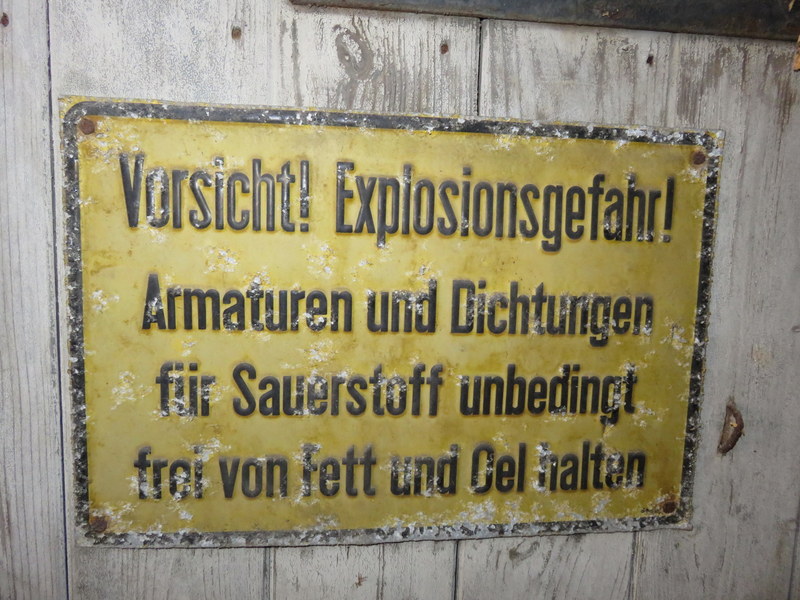 Vorsicht! Explosionsgefahr!
Armaturen und Dichtungen
für Sauerstoff unbedingt
frei von Fett und Oel halten